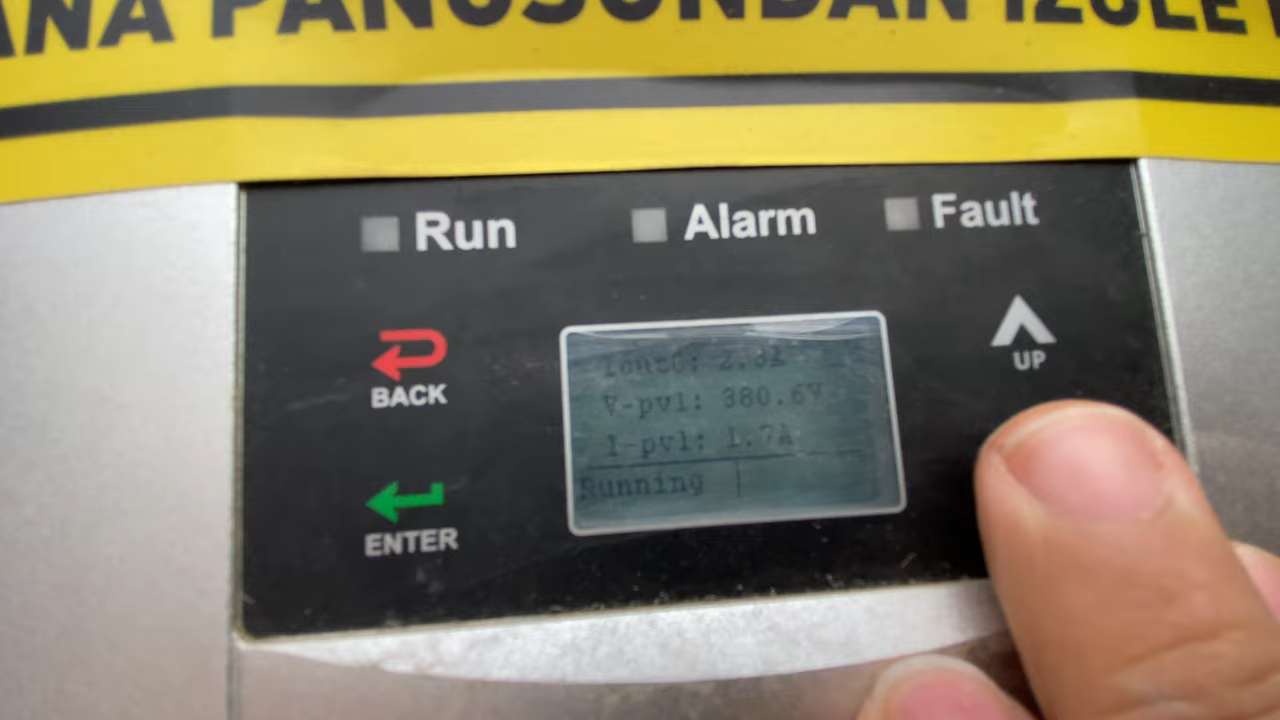 ANA PANOSUNDAN İZOLE
Run
Alarm
Fault
BACK
UP
ENTER
V-pv1: 380.6V
I-pv1: 1.7A
Running